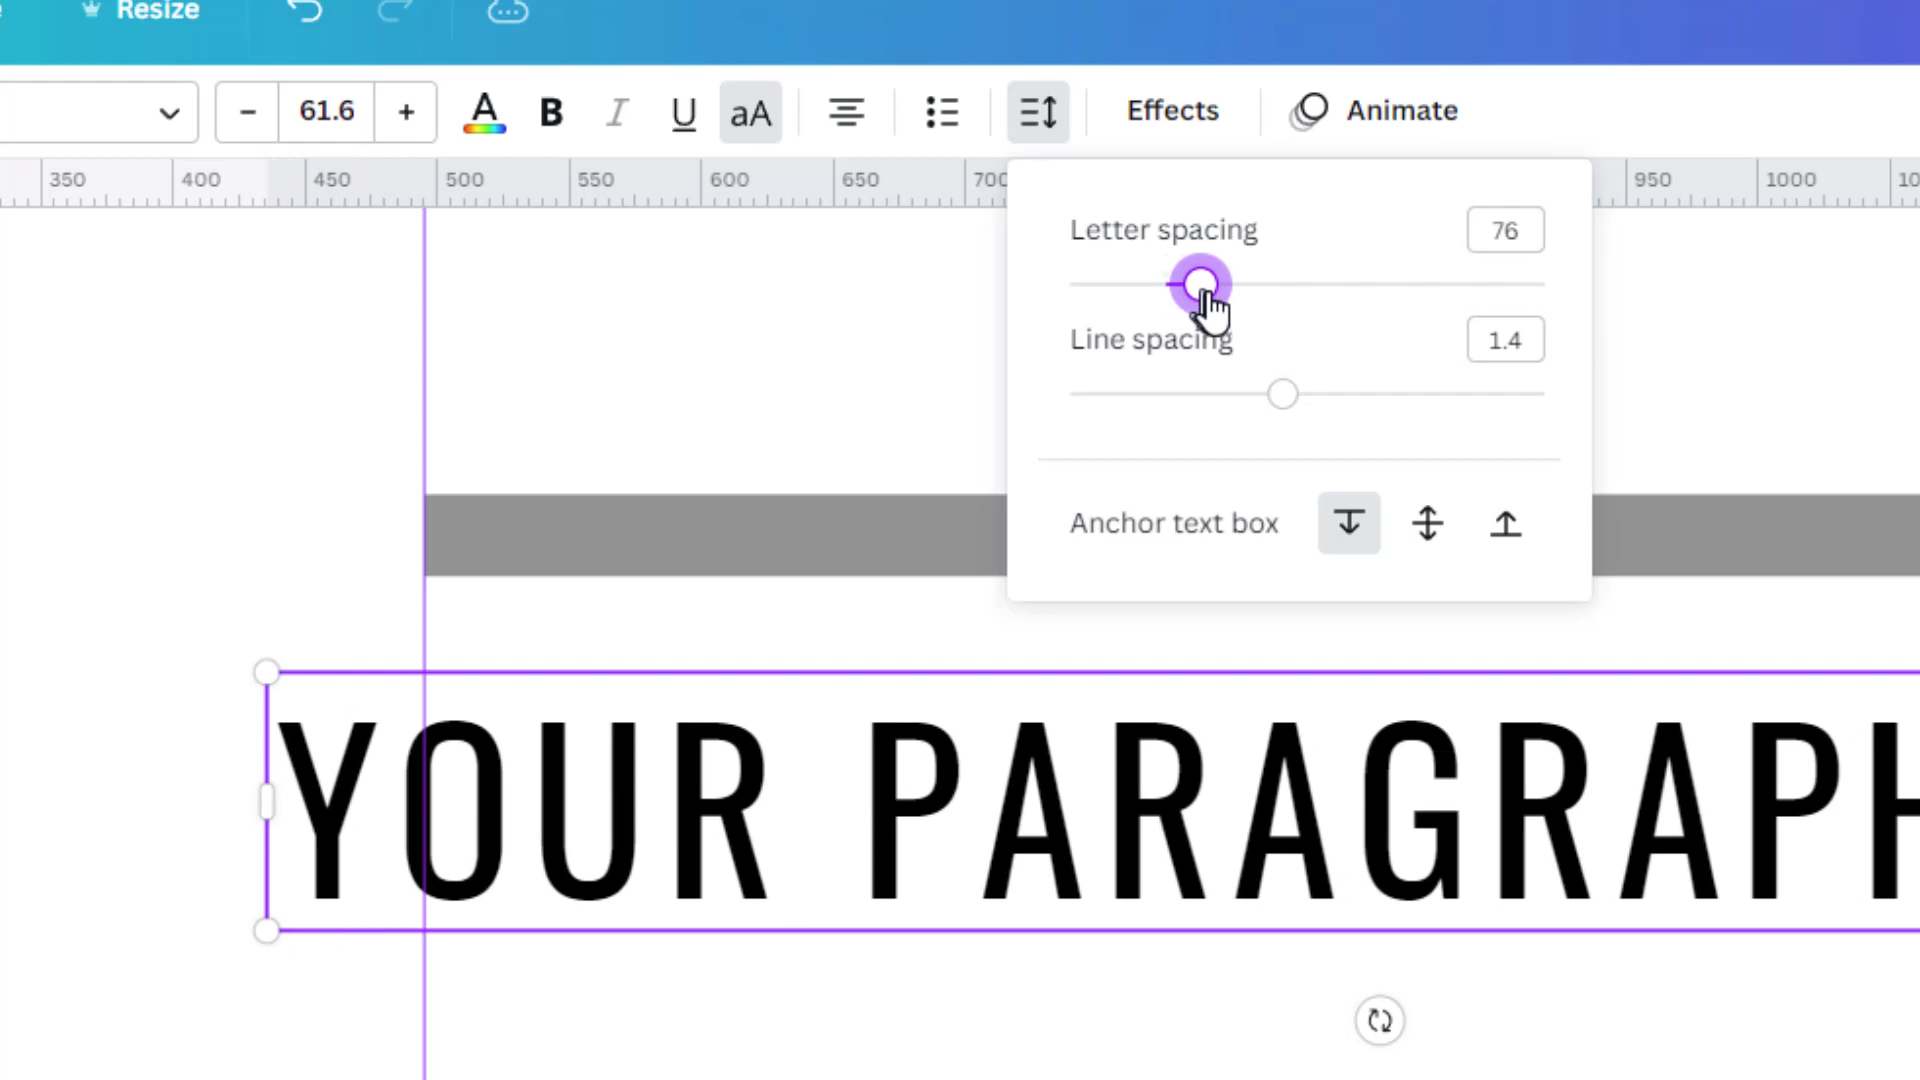 Resize
61.6
A B I U aA Effects Animate
350 400 450 500 550 600 650 700 950 1000
Letter spacing 76
Line spacing 1.4
Anchor text box
YOUR PARAGRAPH